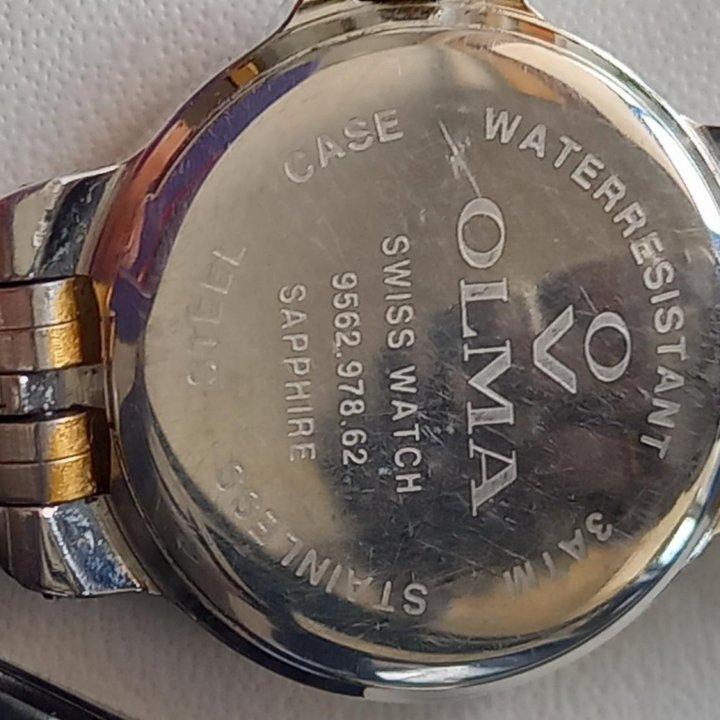 OLMA
SWISS WATCH
9562.978.62
SAPPHIRE
WATERRESISTANT
3ATM
STAINLESS STEEL CASE